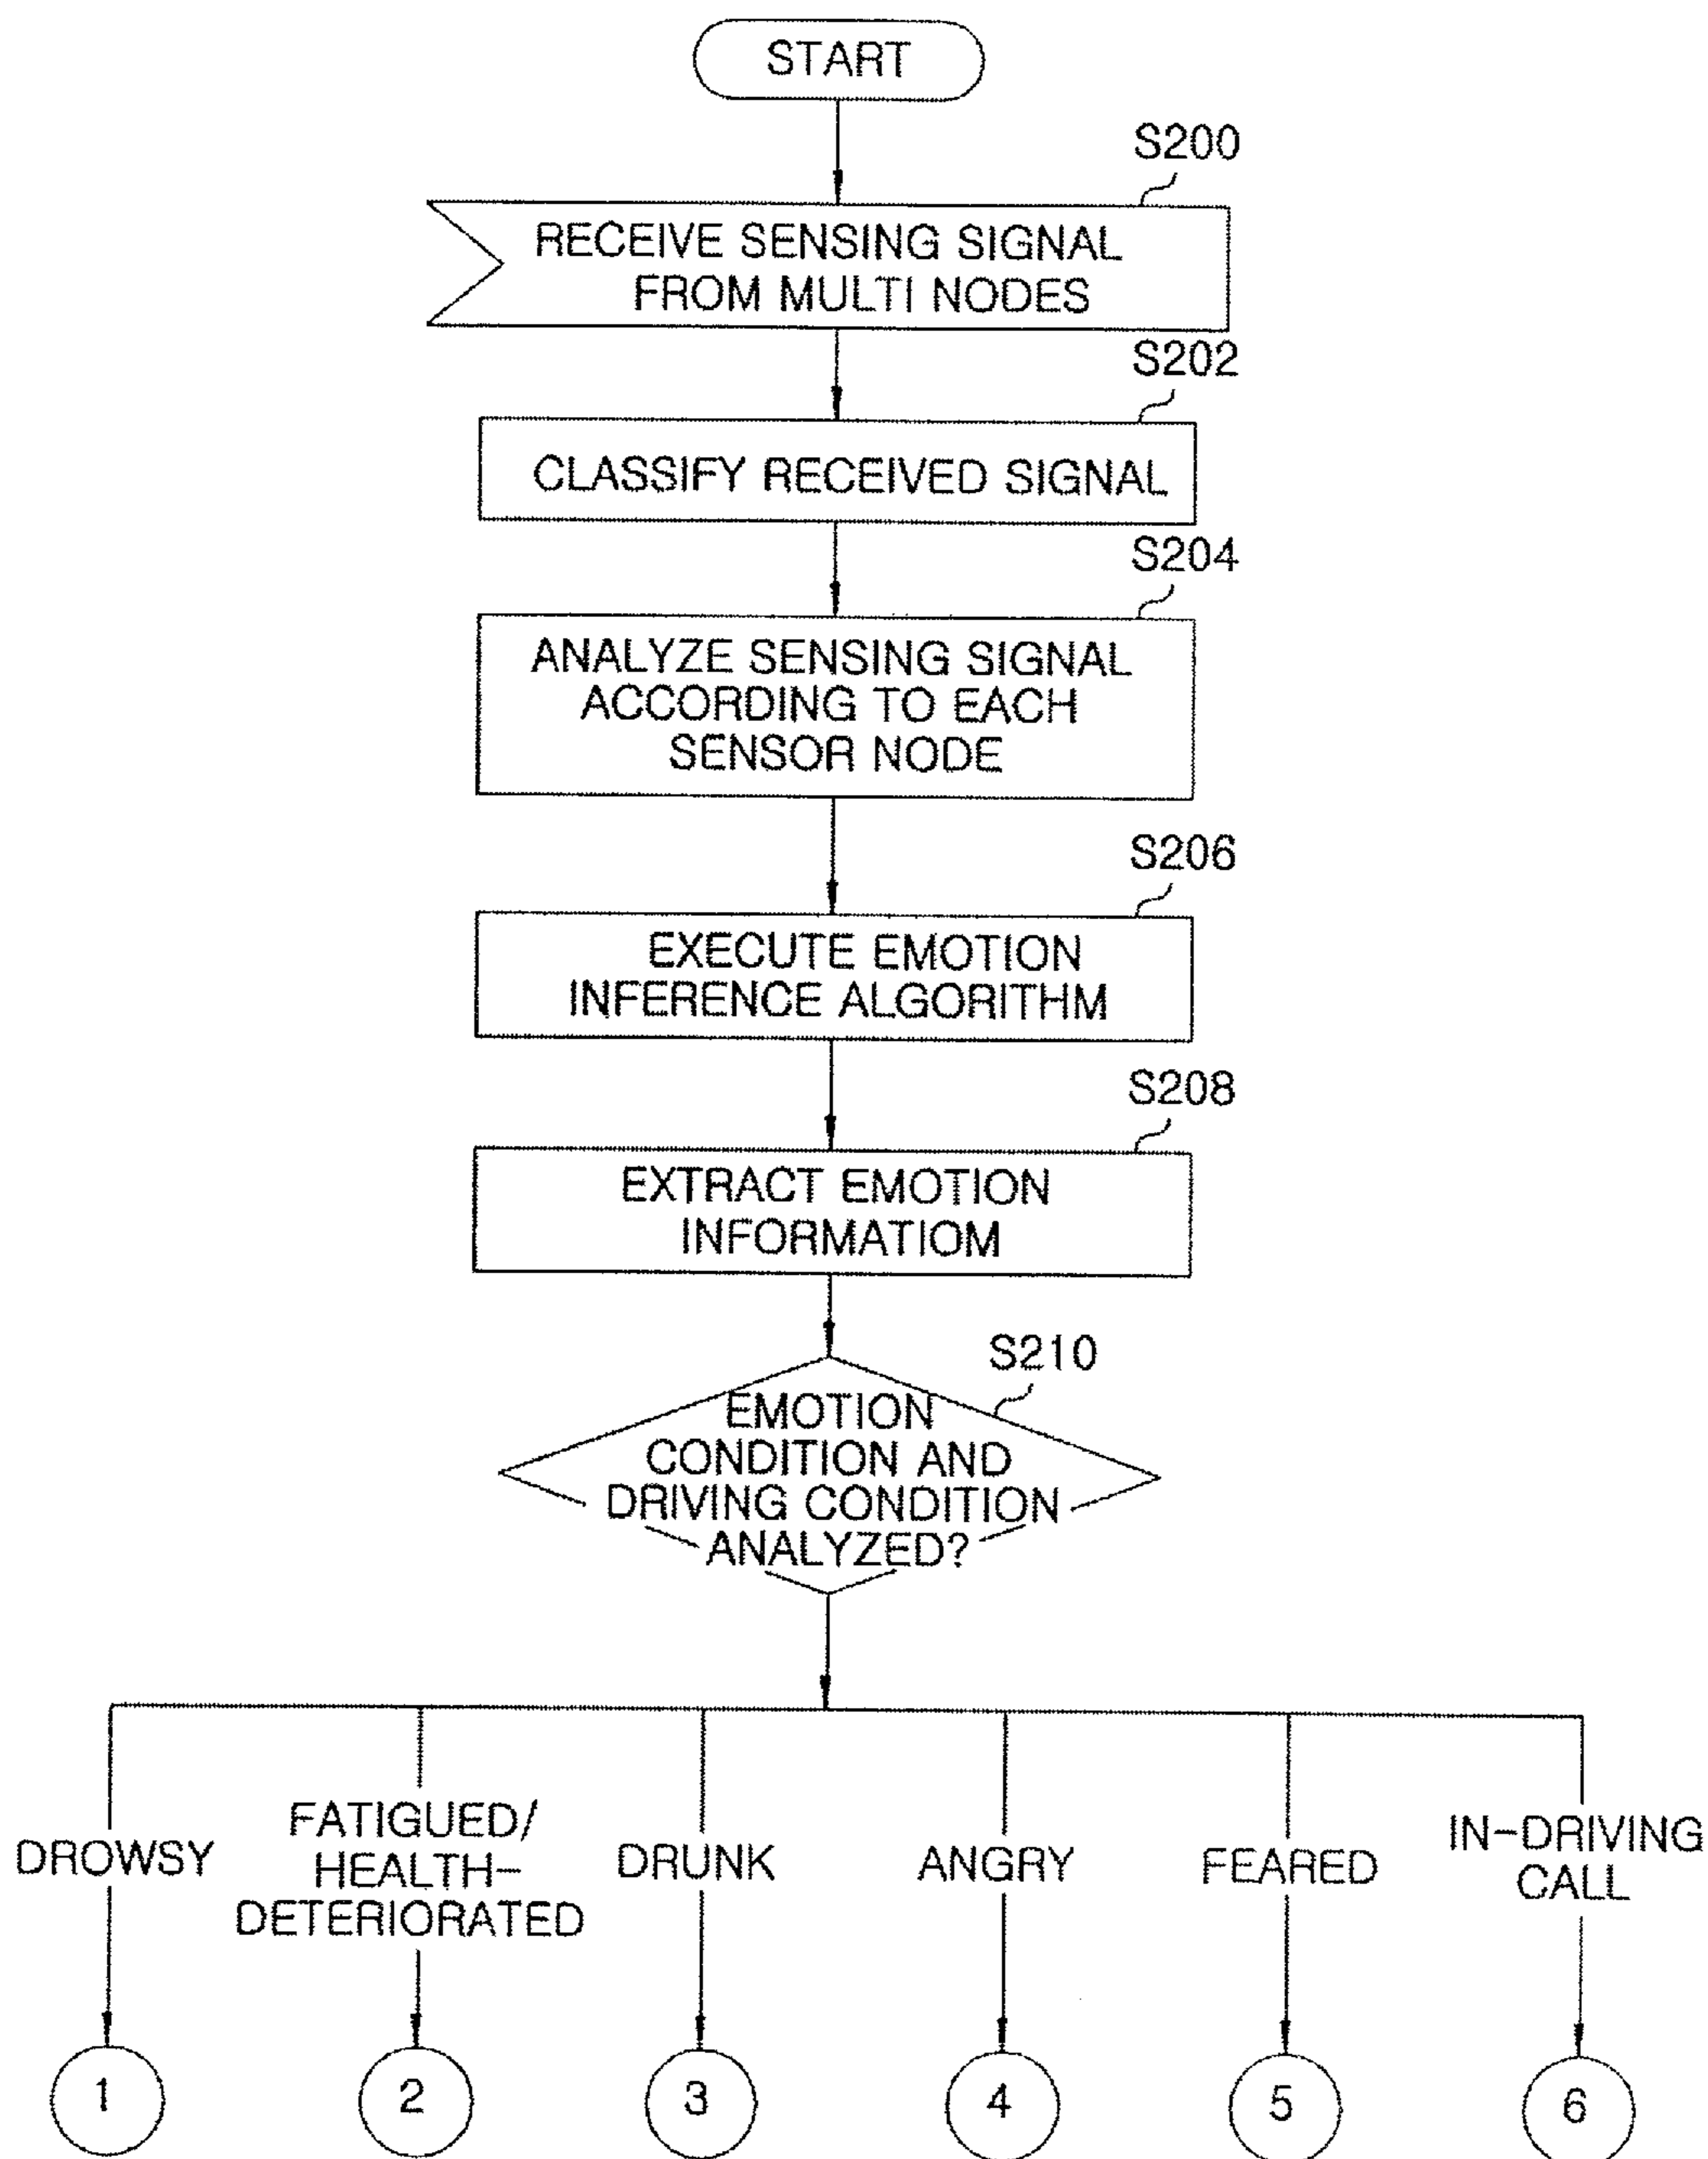 START
S200
RECEIVE SENSING SIGNAL
FROM MULTI NODES
S202
CLASSIFY RECEIVED SIGNAL
S204
ANALYZE SENSING SIGNAL
ACCORDING TO EACH
SENSOR NODE
S206
EXECUTE EMOTION
INFERENCE ALGORITHM
S208
EXTRACT EMOTION
INFORMATIOM
S210
EMOTION
CONDITION AND
DRIVING CONDITION
ANALYZED?
DROWSY
FATIGUED/
HEALTH-
DETERIORATED
DRUNK
ANGRY
FEARED
IN-DRIVING
CALL
1
2
3
4
5
6